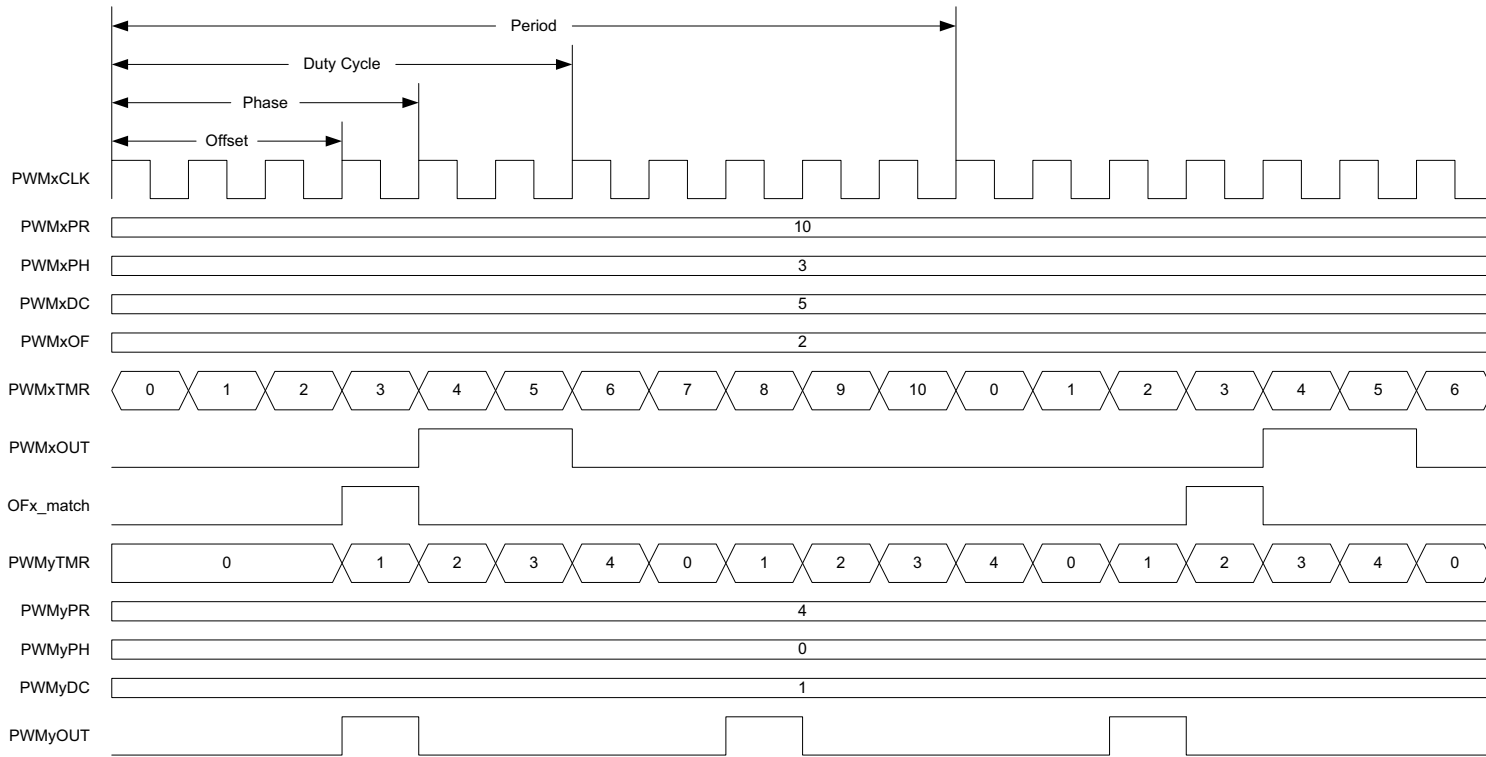 Period
Duty Cycle
Phase
Offset
PWMxCLK
PWMxPR 10
PWMxPH 3
PWMxDC 5
PWMxOF 2
PWMxTMR 0 1 2 3 4 5 6 7 8 9 10 0 1 2 3 4 5 6
PWMxOUT
OFx_match
PWMyTMR 0 1 2 3 4 0 1 2 3 4 0 1 2 3 4 0
PWMyPR 4
PWMyPH 0
PWMyDC 1
PWMyOUT